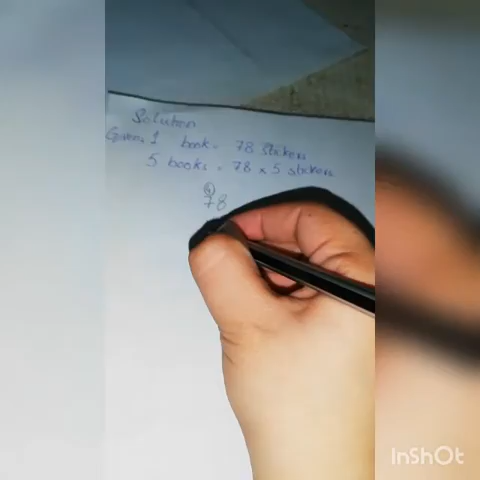 Solution
Given 1 book = 78 stickers
5 books = 78 x 5 stickers
4
78
InShOt